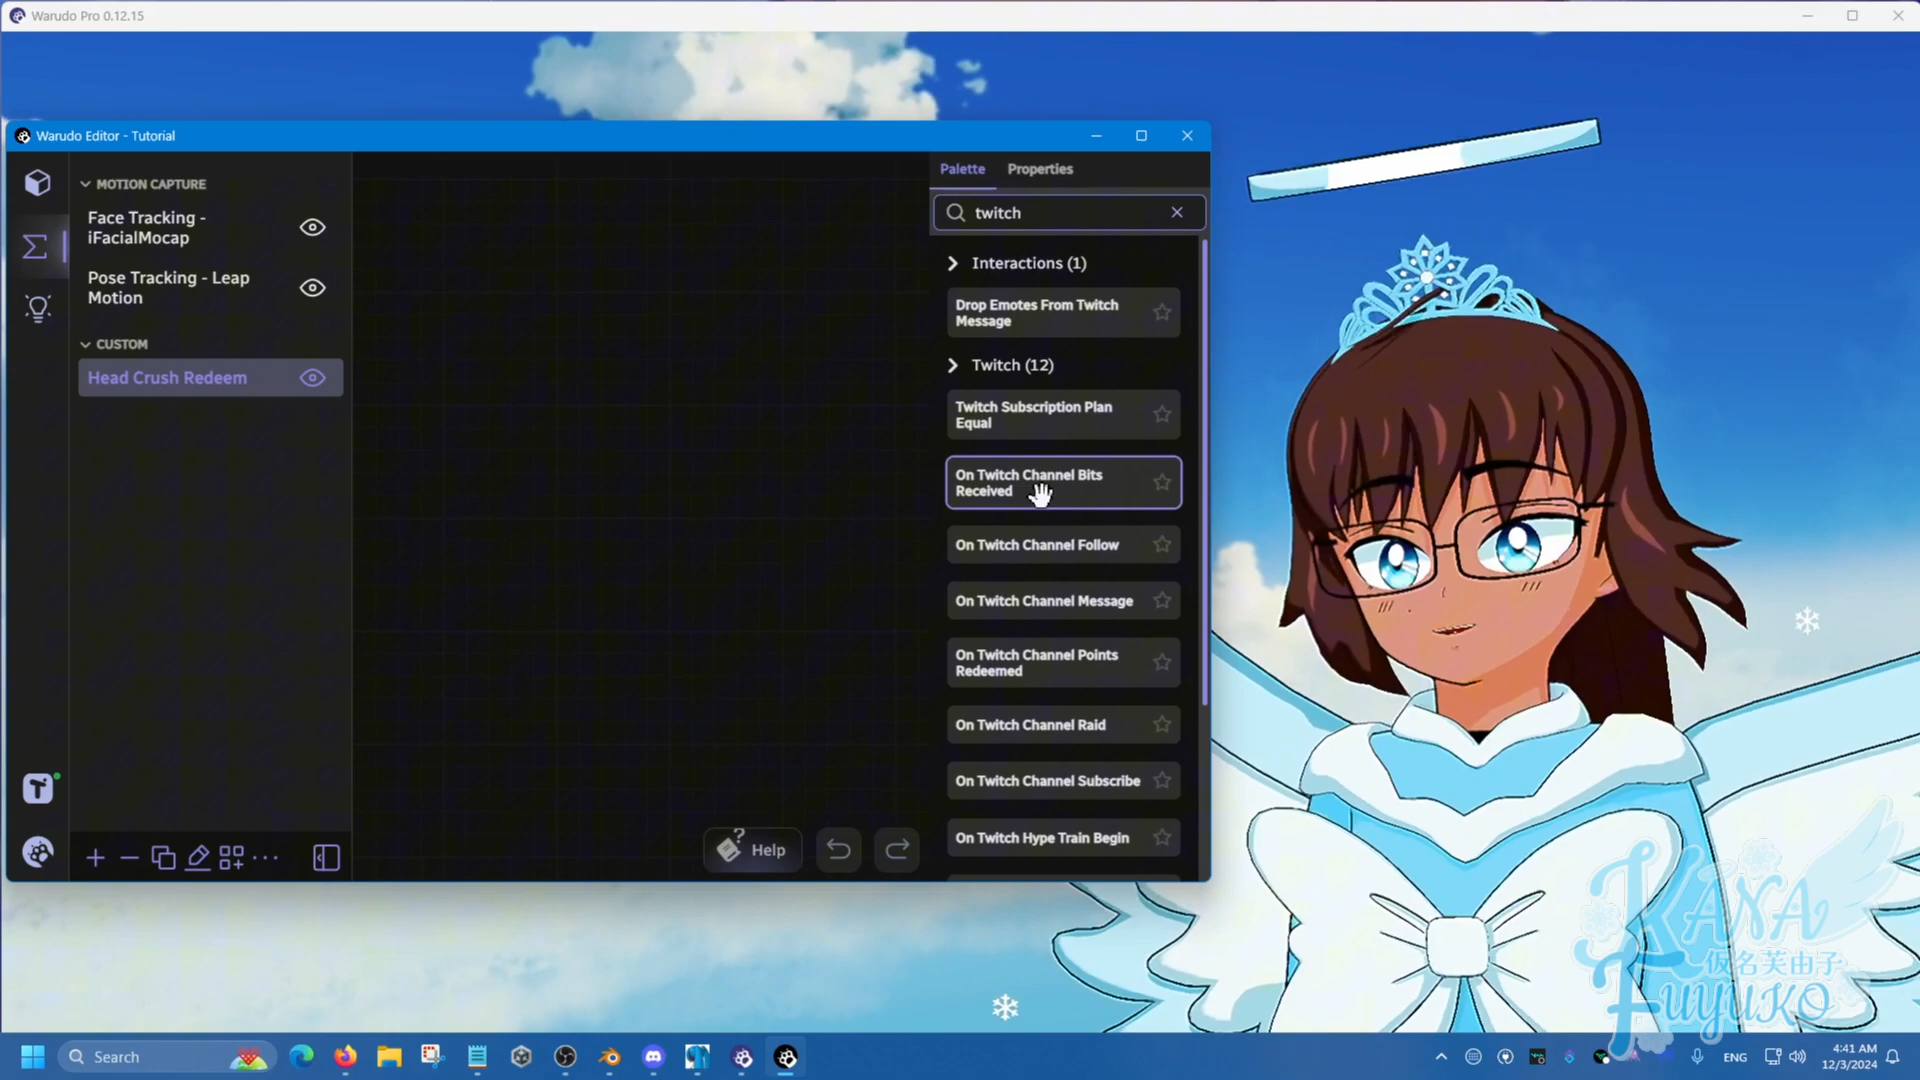 Warudo Pro 0.12.15
Warudo Editor - Tutorial
MOTION CAPTURE
Face Tracking -
iFacialMocap
Pose Tracking - Leap
Motion
CUSTOM
Head Crush Redeem
Help
Palette
Properties
twitch
Interactions (1)
Drop Emotes From Twitch
Message
Twitch (12)
Twitch Subscription Plan
Equal
On Twitch Channel Bits
Received
On Twitch Channel Follow
On Twitch Channel Message
On Twitch Channel Points
Redeemed
On Twitch Channel Raid
On Twitch Channel Subscribe
On Twitch Hype Train Begin
KANA
仮名芙由子
FUYUKO
Search
ENG
4:41 AM
12/3/2024